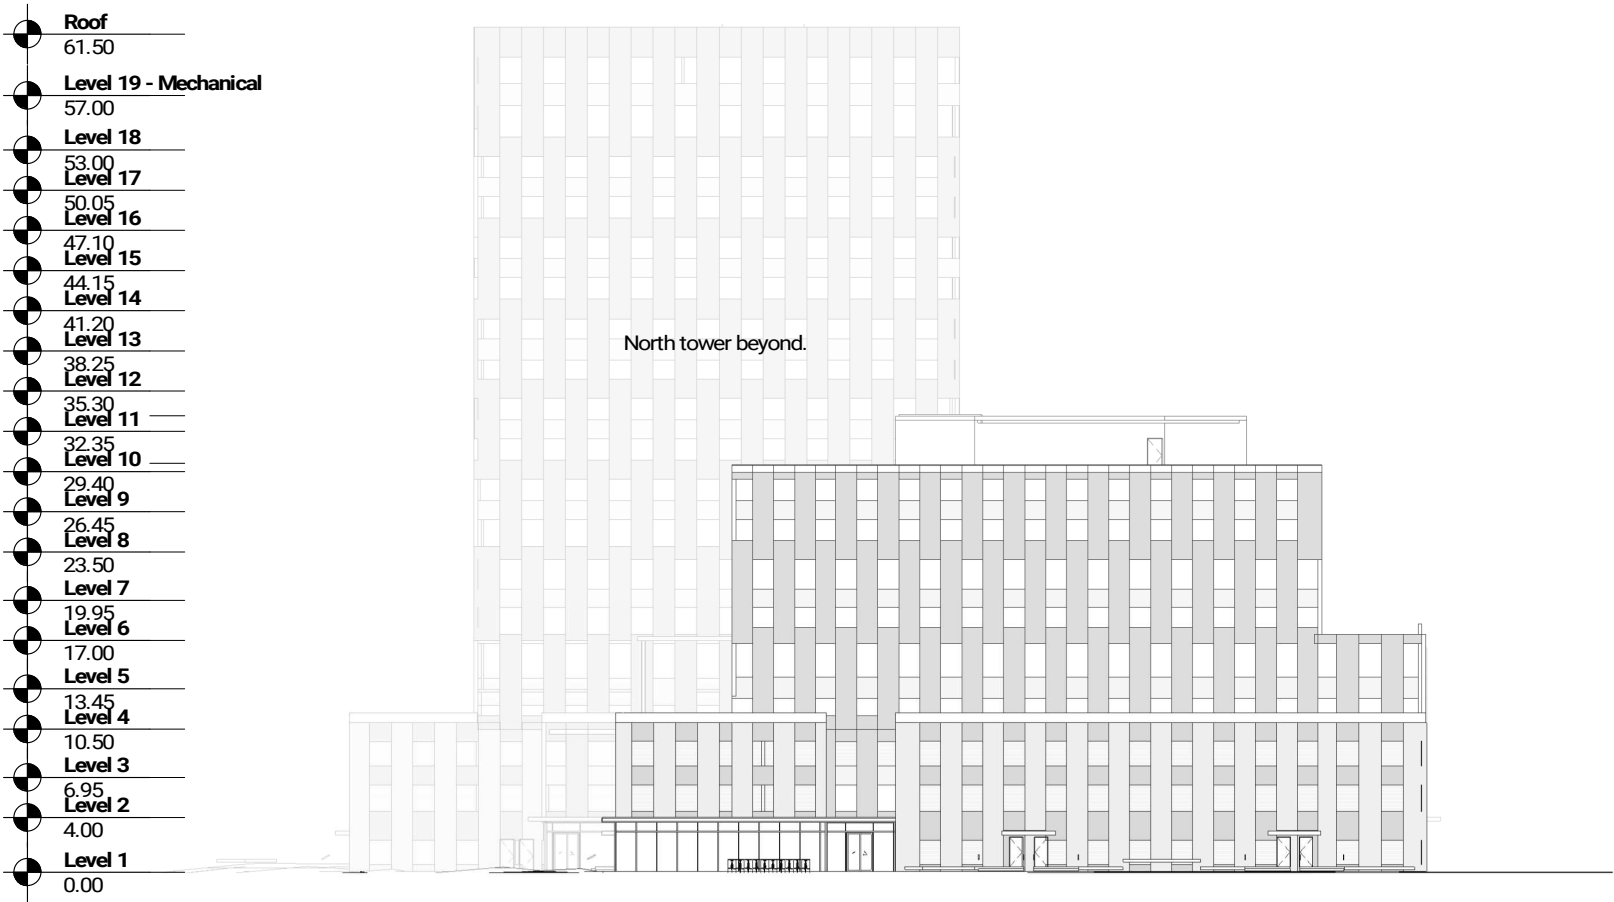 Roof
61.50
Level 19 - Mechanical
57.00
Level 18
53.00
Level 17
50.05
Level 16
47.10
Level 15
44.15
Level 14
41.20
Level 13
38.25
Level 12
35.30
Level 11
32.35
Level 10
29.40
Level 9
26.45
Level 8
23.50
Level 7
19.95
Level 6
17.00
Level 5
13.45
Level 4
10.50
Level 3
6.95
Level 2
4.00
Level 1
0.00
North tower beyond.